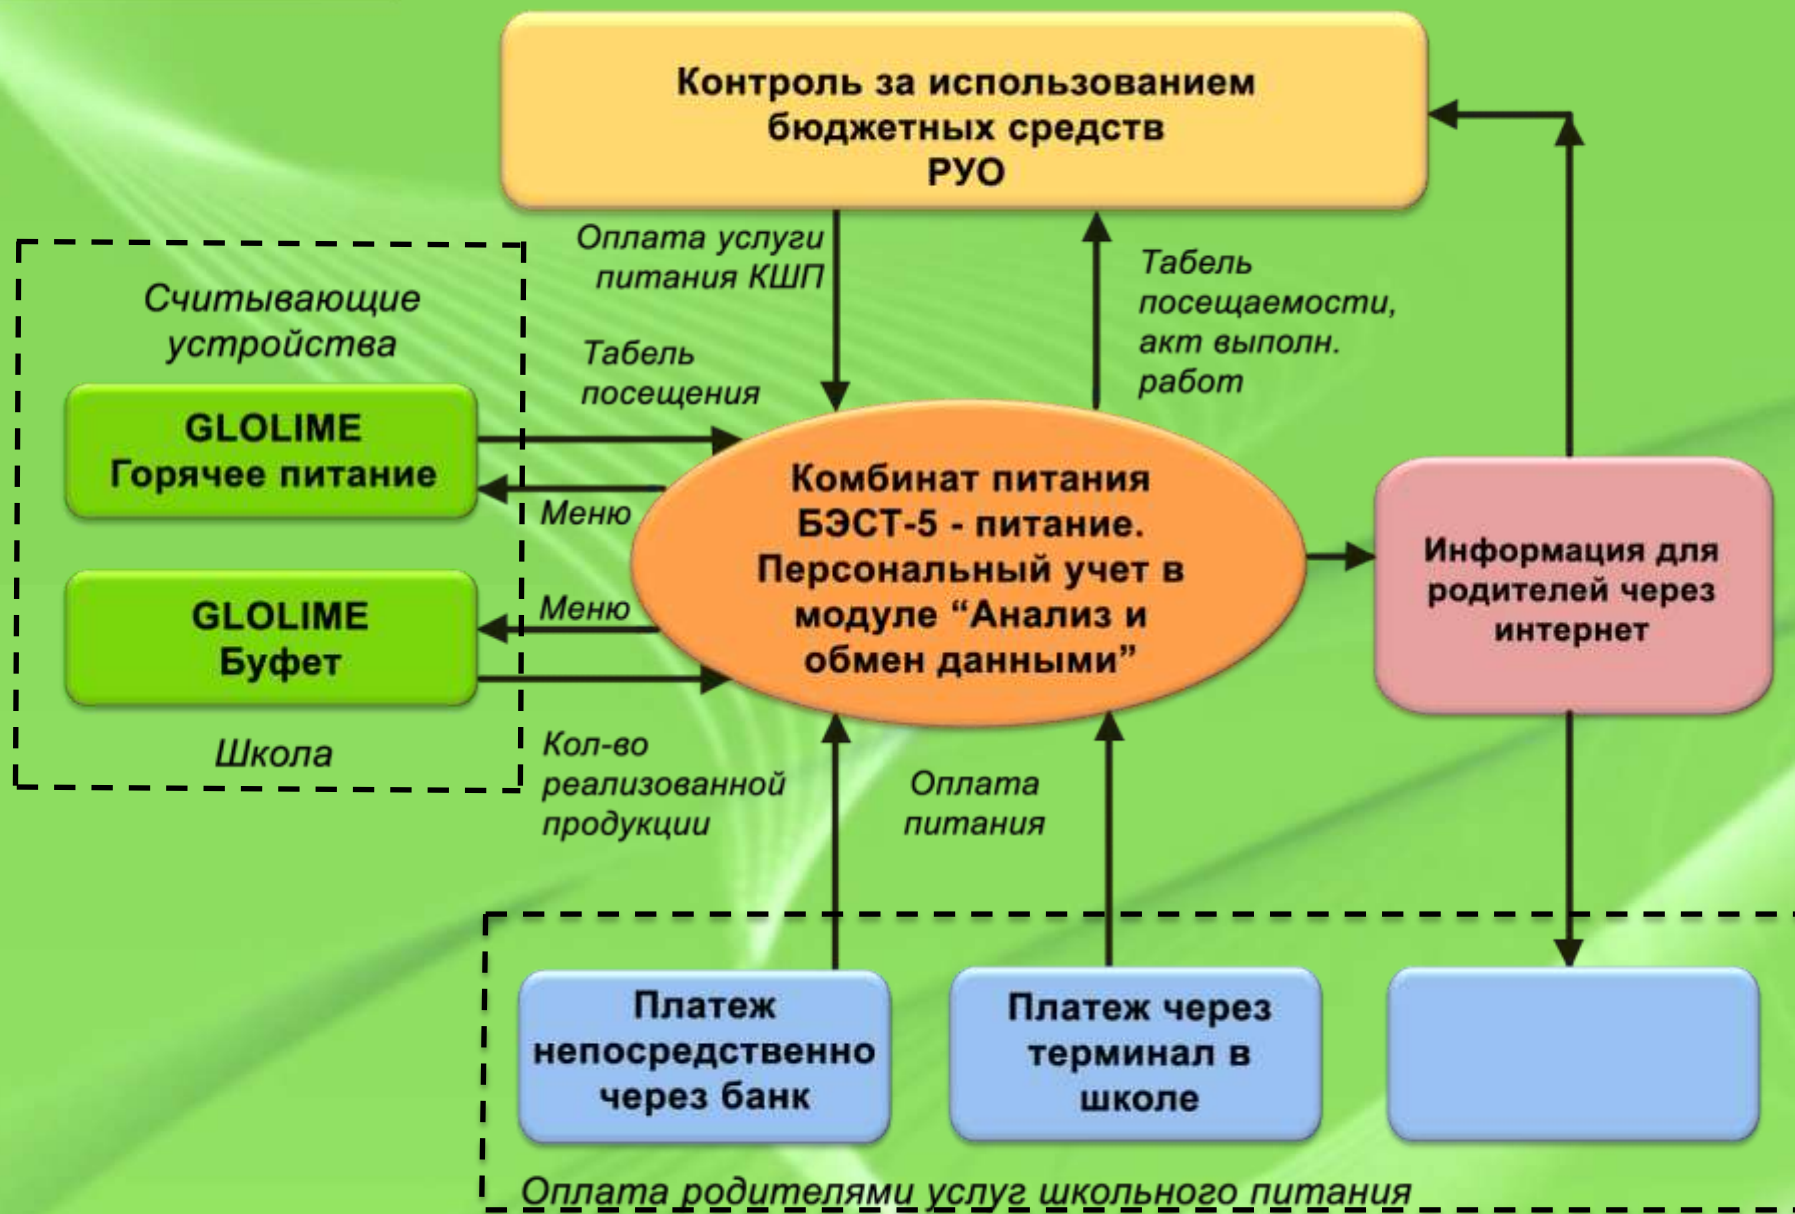 Контроль за использованием
бюджетных средств
РУО
Оплата услуги
питания КШП
Табель
посещаемости,
акт выполн.
работ
Считывающие
устройства
Табель
посещения
GLOLIME
Горячее питание
Меню
GLOLIME
Буфет
Меню
Школа
Кол-во
реализованной
продукции
Комбинат питания
БЭСТ-5 - питание.
Персональный учет в
модуле “Анализ и
обмен данными”
Информация для
родителей через
интернет
Оплата
питания
Платеж
непосредственно
через банк
Платеж через
терминал в
школе
Оплата родителями услуг школьного питания